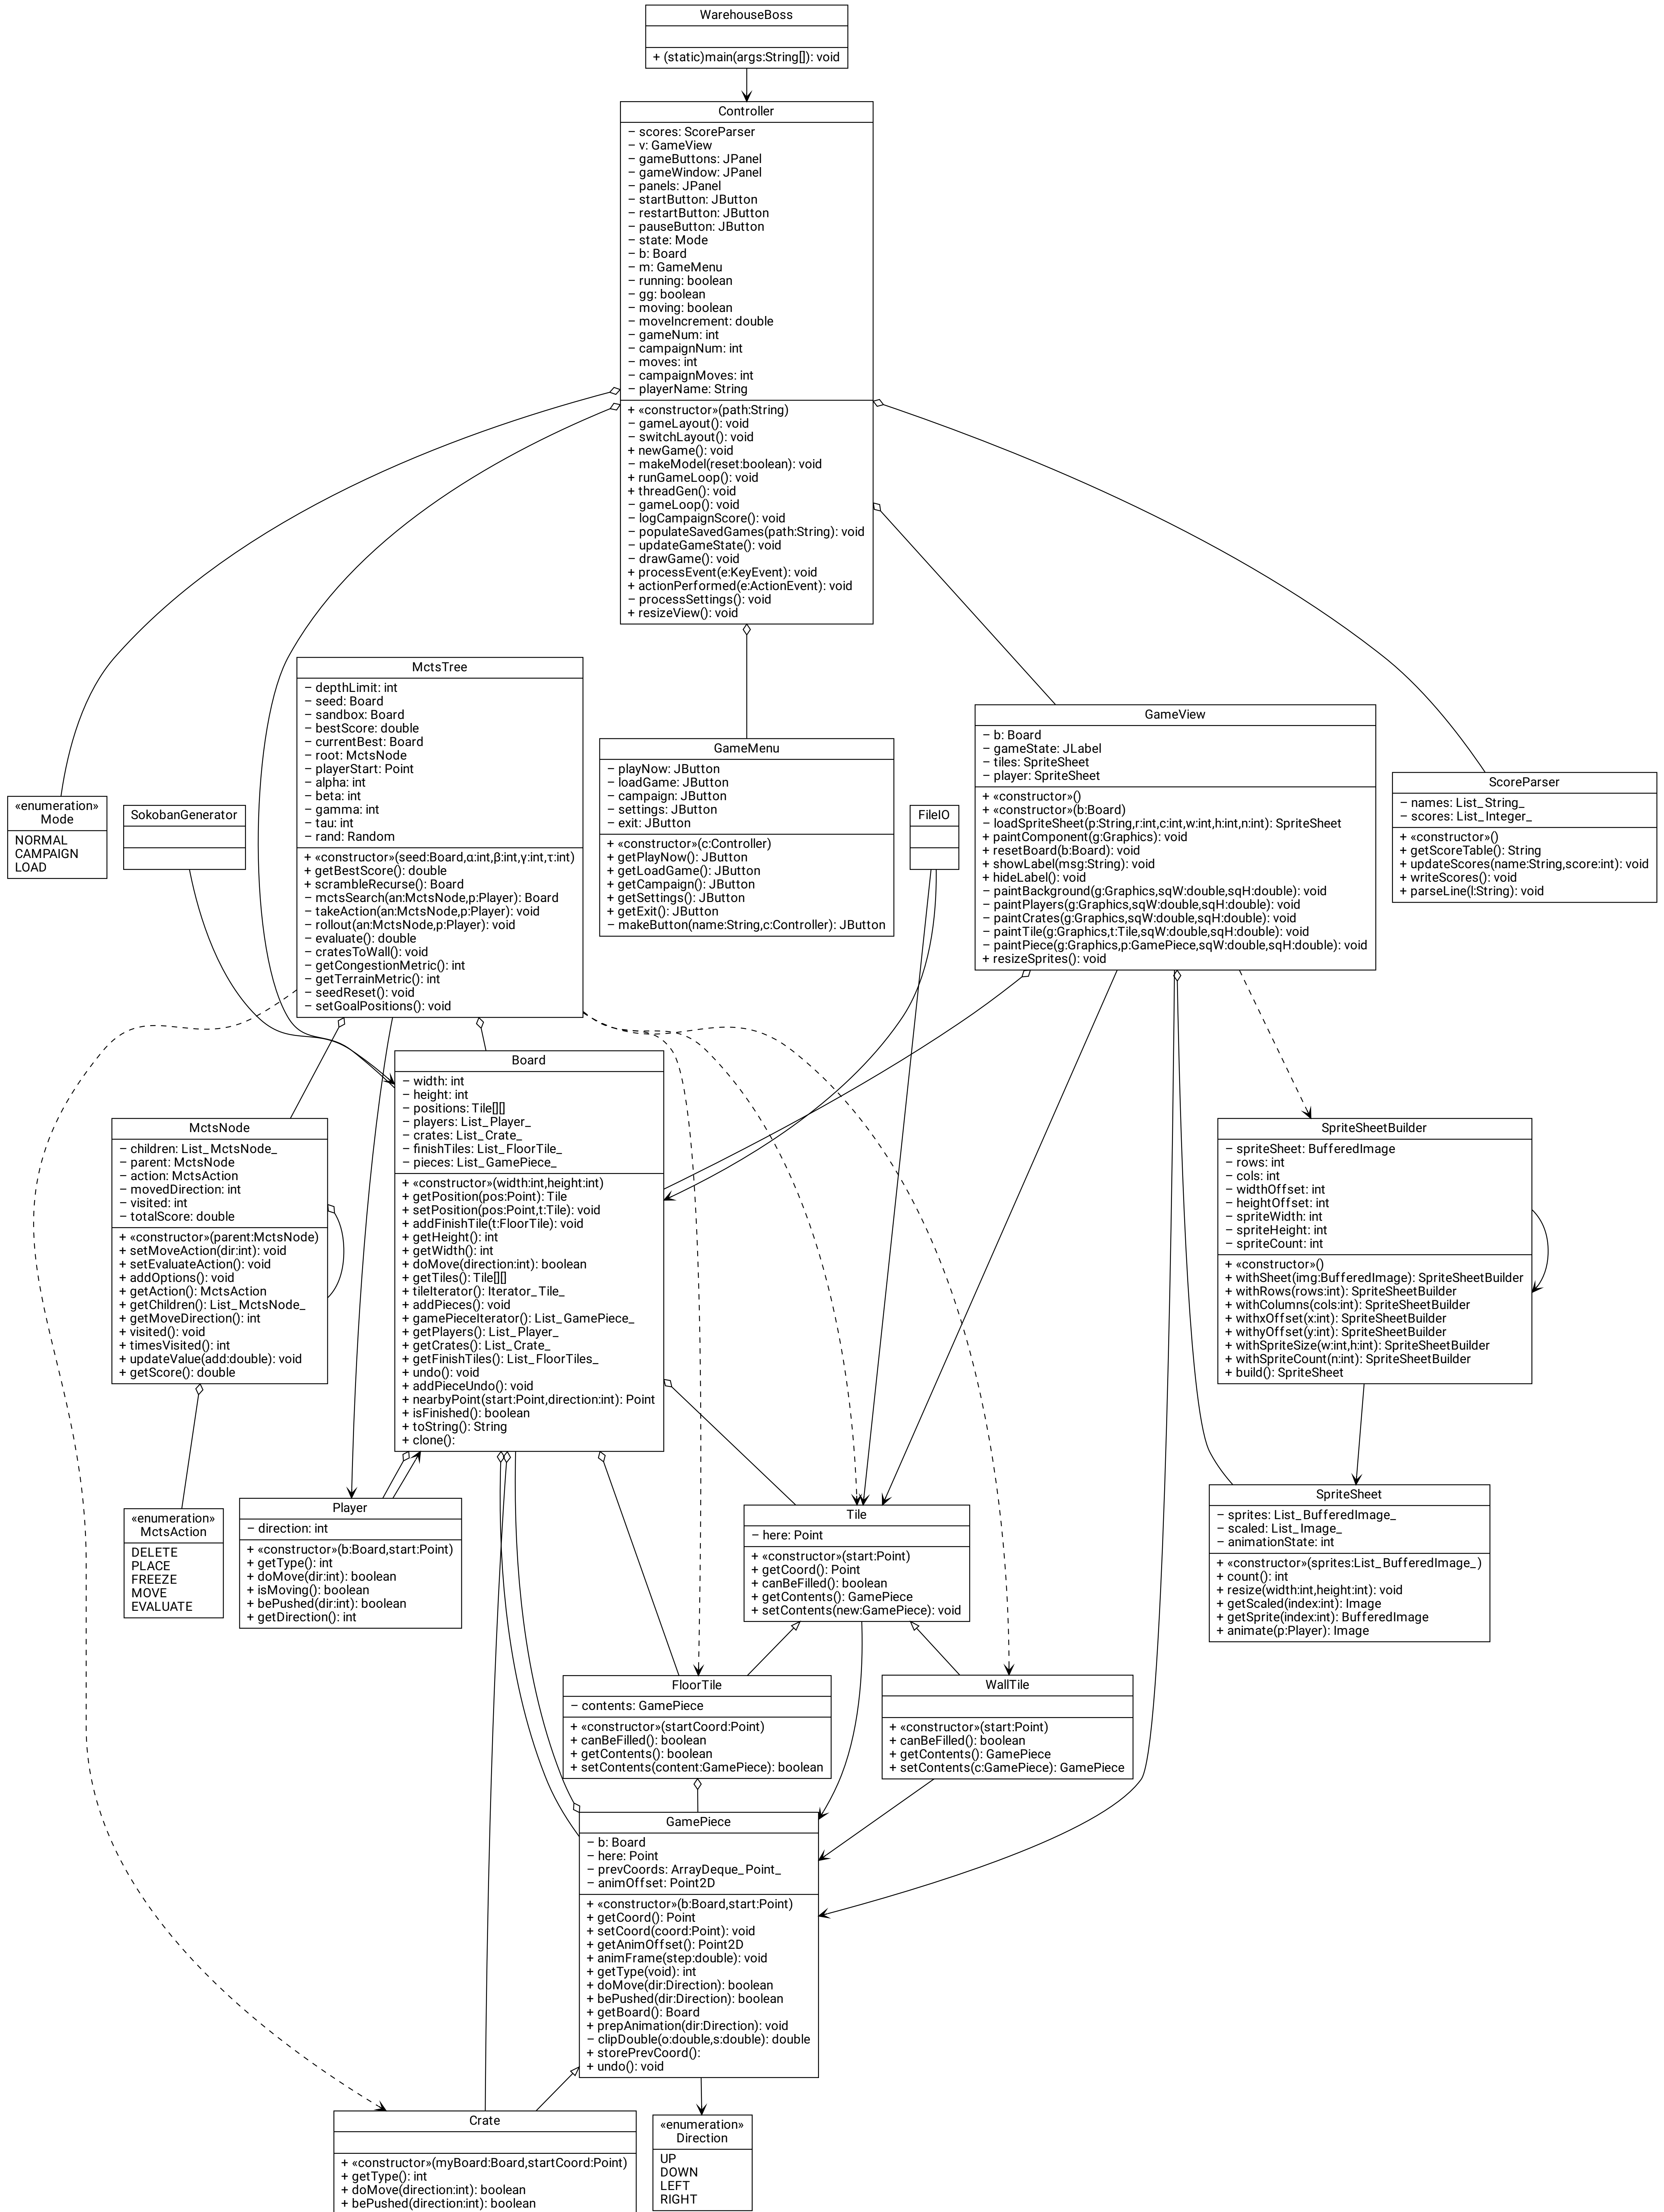 WarehouseBoss
+ (static)main(args:String[]): void
Controller
− scores: ScoreParser
− v: GameView
− gameButtons: JPanel
− gameWindow: JPanel
− panels: JPanel
− startButton: JButton
− restartButton: JButton
− pauseButton: JButton
− state: Mode
− b: Board
− m: GameMenu
− running: boolean
− gg: boolean
− moving: boolean
− moveIncrement: double
− gameNum: int
− campaignNum: int
− moves: int
− campaignMoves: int
− playerName: String
+ «constructor»(path:String)
− gameLayout(): void
− switchLayout(): void
+ newGame(): void
− makeModel(reset:boolean): void
+ runGameLoop(): void
+ threadGen(): void
− gameLoop(): void
− logCampaignScore(): void
− populateSavedGames(path:String): void
− updateGameState(): void
− drawGame(): void
+ processEvent(e:KeyEvent): void
+ actionPerformed(e:ActionEvent): void
− processSettings(): void
+ resizeView(): void
MctsTree
− depthLimit: int
− seed: Board
− sandbox: Board
− bestScore: double
− currentBest: Board
− root: MctsNode
− playerStart: Point
− alpha: int
− beta: int
− gamma: int
− tau: int
− rand: Random
+ «constructor»(seed:Board,α:int,β:int,γ:int,τ:int)
+ getBestScore(): double
+ scrambleRecurse(): Board
− mctsSearch(an:MctsNode,p:Player): Board
− takeAction(an:MctsNode,p:Player): void
− rollout(an:MctsNode,p:Player): void
− evaluate(): double
− cratesToWall(): void
− getCongestionMetric(): int
− getTerrainMetric(): int
− seedReset(): void
− setGoalPositions(): void
GameMenu
− playNow: JButton
− loadGame: JButton
− campaign: JButton
− settings: JButton
− exit: JButton
+ «constructor»(c:Controller)
+ getPlayNow(): JButton
+ getLoadGame(): JButton
+ getCampaign(): JButton
+ getSettings(): JButton
+ getExit(): JButton
− makeButton(name:String,c:Controller): JButton
GameView
− b: Board
− gameState: JLabel
− tiles: SpriteSheet
− player: SpriteSheet
+ «constructor»()
+ «constructor»(b:Board)
− loadSpriteSheet(p:String,r:int,c:int,w:int,h:int,n:int): SpriteSheet
+ paintComponent(g:Graphics): void
+ resetBoard(b:Board): void
+ showLabel(msg:String): void
+ hideLabel(): void
− paintBackground(g:Graphics,sqW:double,sqH:double): void
− paintPlayers(g:Graphics,sqW:double,sqH:double): void
− paintCrates(g:Graphics,sqW:double,sqH:double): void
− paintTile(g:Graphics,t:Tile,sqW:double,sqH:double): void
− paintPiece(g:Graphics,p:GamePiece,sqW:double,sqH:double): void
+ resizeSprites(): void
ScoreParser
− names: List_String_
− scores: List_Integer_
+ «constructor»()
+ getScoreTable(): String
+ updateScores(name:String,score:int): void
+ writeScores(): void
+ parseLine(l:String): void
«enumeration»
Mode
NORMAL
CAMPAIGN
LOAD
SokobanGenerator
FileIO
Board
− width: int
− height: int
− positions: Tile[][]
− players: List_Player_
− crates: List_Crate_
− finishTiles: List_FloorTile_
− pieces: List_GamePiece_
+ «constructor»(width:int,height:int)
+ getPosition(pos:Point): Tile
+ setPosition(pos:Point,t:Tile): void
+ addFinishTile(t:FloorTile): void
+ getHeight(): int
+ getWidth(): int
+ doMove(direction:int): boolean
+ getTiles(): Tile[][]
+ tileIterator(): Iterator_Tile_
+ addPieces(): void
+ gamePieceIterator(): List_GamePiece_
+ getPlayers(): List_Player_
+ getCrates(): List_Crate_
+ getFinishTiles(): List_FloorTiles_
+ undo(): void
+ addPieceUndo(): void
+ nearbyPoint(start:Point,direction:int): Point
+ isFinished(): boolean
+ toString(): String
+ clone():
MctsNode
− children: List_MctsNode_
− parent: MctsNode
− action: MctsAction
− movedDirection: int
− visited: int
− totalScore: double
+ «constructor»(parent:MctsNode)
+ setMoveAction(dir:int): void
+ setEvaluateAction(): void
+ addOptions(): void
+ getAction(): MctsAction
+ getChildren(): List_MctsNode_
+ getMoveDirection(): int
+ visited(): void
+ timesVisited(): int
+ updateValue(add:double): void
+ getScore(): double
SpriteSheetBuilder
− spriteSheet: BufferedImage
− rows: int
− cols: int
− widthOffset: int
− heightOffset: int
− spriteWidth: int
− spriteHeight: int
− spriteCount: int
+ «constructor»()
+ withSheet(img:BufferedImage): SpriteSheetBuilder
+ withRows(rows:int): SpriteSheetBuilder
+ withColumns(cols:int): SpriteSheetBuilder
+ withxOffset(x:int): SpriteSheetBuilder
+ withyOffset(y:int): SpriteSheetBuilder
+ withSpriteSize(w:int,h:int): SpriteSheetBuilder
+ withSpriteCount(n:int): SpriteSheetBuilder
+ build(): SpriteSheet
«enumeration»
MctsAction
DELETE
PLACE
FREEZE
MOVE
EVALUATE
Player
− direction: int
+ «constructor»(b:Board,start:Point)
+ getType(): int
+ doMove(dir:int): boolean
+ isMoving(): boolean
+ bePushed(dir:int): boolean
+ getDirection(): int
Tile
− here: Point
+ «constructor»(start:Point)
+ getCoord(): Point
+ canBeFilled(): boolean
+ getContents(): GamePiece
+ setContents(new:GamePiece): void
SpriteSheet
− sprites: List_BufferedImage_
− scaled: List_Image_
− animationState: int
+ «constructor»(sprites:List_BufferedImage_)
+ count(): int
+ resize(width:int,height:int): void
+ getScaled(index:int): Image
+ getSprite(index:int): BufferedImage
+ animate(p:Player): Image
FloorTile
− contents: GamePiece
+ «constructor»(startCoord:Point)
+ canBeFilled(): boolean
+ getContents(): boolean
+ setContents(content:GamePiece): boolean
WallTile
+ «constructor»(start:Point)
+ canBeFilled(): boolean
+ getContents(): GamePiece
+ setContents(c:GamePiece): GamePiece
GamePiece
− b: Board
− here: Point
− prevCoords: ArrayDeque_Point_
− animOffset: Point2D
+ «constructor»(b:Board,start:Point)
+ getCoord(): Point
+ setCoord(coord:Point): void
+ getAnimOffset(): Point2D
+ animFrame(step:double): void
+ getType(void): int
+ doMove(dir:Direction): boolean
+ bePushed(dir:Direction): boolean
+ getBoard(): Board
+ prepAnimation(dir:Direction): void
− clipDouble(o:double,s:double): double
+ storePrevCoord():
+ undo(): void
Crate
+ «constructor»(myBoard:Board,startCoord:Point)
+ getType(): int
+ doMove(direction:int): boolean
+ bePushed(direction:int): boolean
«enumeration»
Direction
UP
DOWN
LEFT
RIGHT